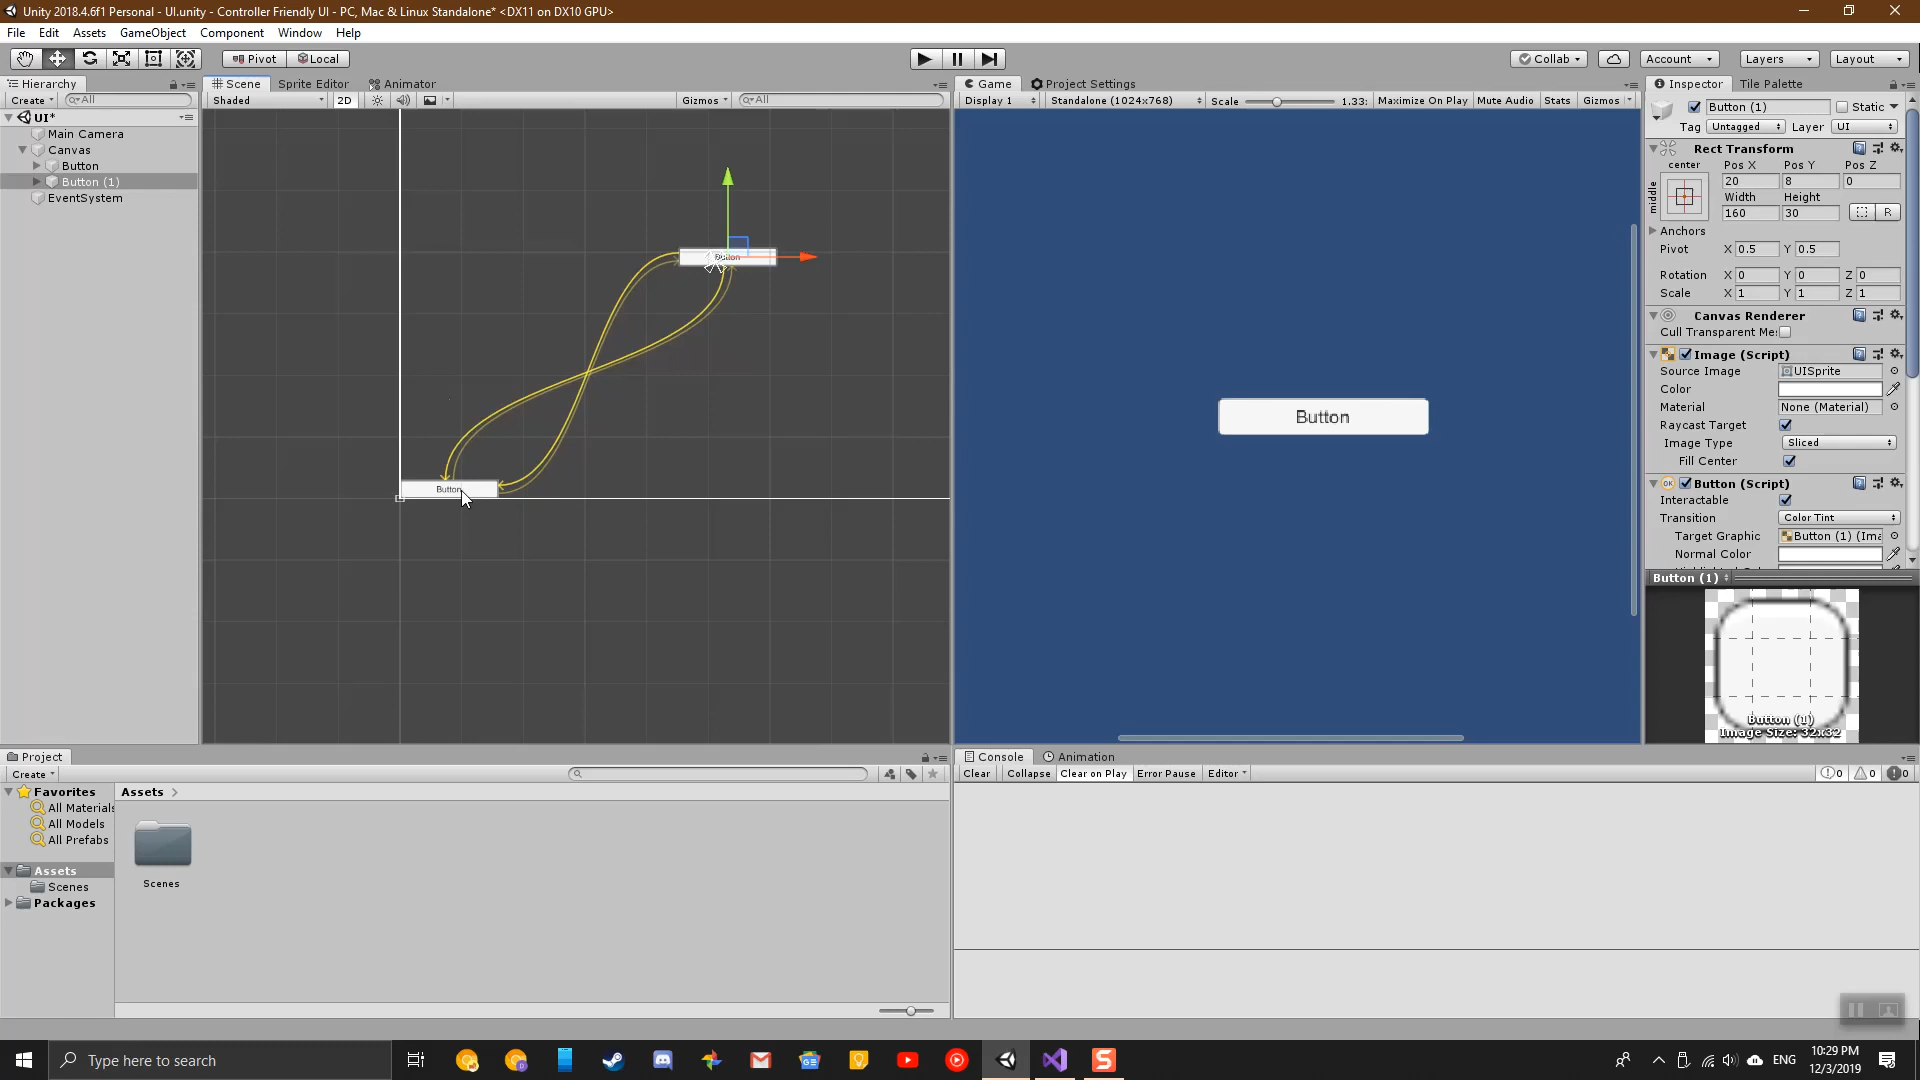 Unity 2018.4.6f1 Personal - UI.unity - Controller Friendly UI - PC, Mac & Linux Standalone* <DX11 on DX10 GPU>
File Edit Assets GameObject Component Window Help
Pivot Local Collab Account Layers Layout
Hierarchy Scene Sprite Editor Animator Game Project Settings Inspector Tile Palette
Create All Shaded 2D Gizmos All Display 1 Standalone (1024x768) Scale 1.33: Maximize On Play Mute Audio Stats Gizmos
UI*
Main Camera
Canvas
Button
Button (1)
EventSystem
Button
Button
Button
Button (1) Static
Tag Untagged Layer UI
Rect Transform
center
middle
Pos X Pos Y Pos Z
20 8 0
Width Height
160 30 R
Anchors
Pivot X 0.5 Y 0.5
Rotation X 0 Y 0 Z 0
Scale X 1 Y 1 Z 1
Canvas Renderer
Cull Transparent Me:
Image (Script)
Source Image UISprite
Color
Material None (Material)
Raycast Target
Image Type Sliced
Fill Center
OK Button (Script)
Interactable
Transition Color Tint
Target Graphic Button (1) (Ima
Normal Color
Button (1)
Button (1)
Image Size: 32x32
Project
Create
Favorites
All Materials
All Models
All Prefabs
Assets
Scenes
Packages
Assets
Scenes
Console Animation
Clear Collapse Clear on Play Error Pause Editor 0 0 0
Type here to search
ENG
10:29 PM
12/3/2019